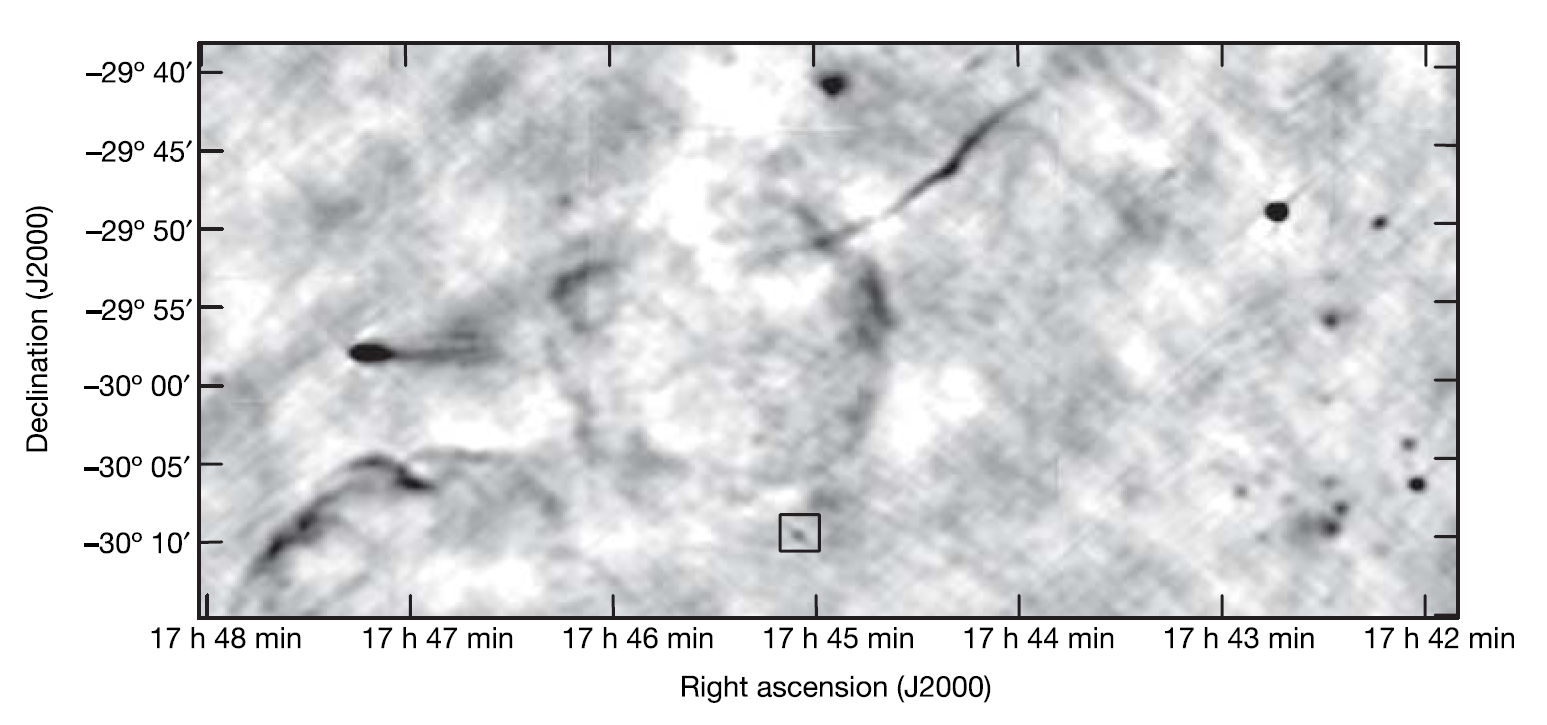 Declination (J2000)
–29° 40′
–29° 45′
–29° 50′
–29° 55′
–30° 00′
–30° 05′
–30° 10′
17 h 48 min 17 h 47 min 17 h 46 min 17 h 45 min 17 h 44 min 17 h 43 min 17 h 42 min
Right ascension (J2000)